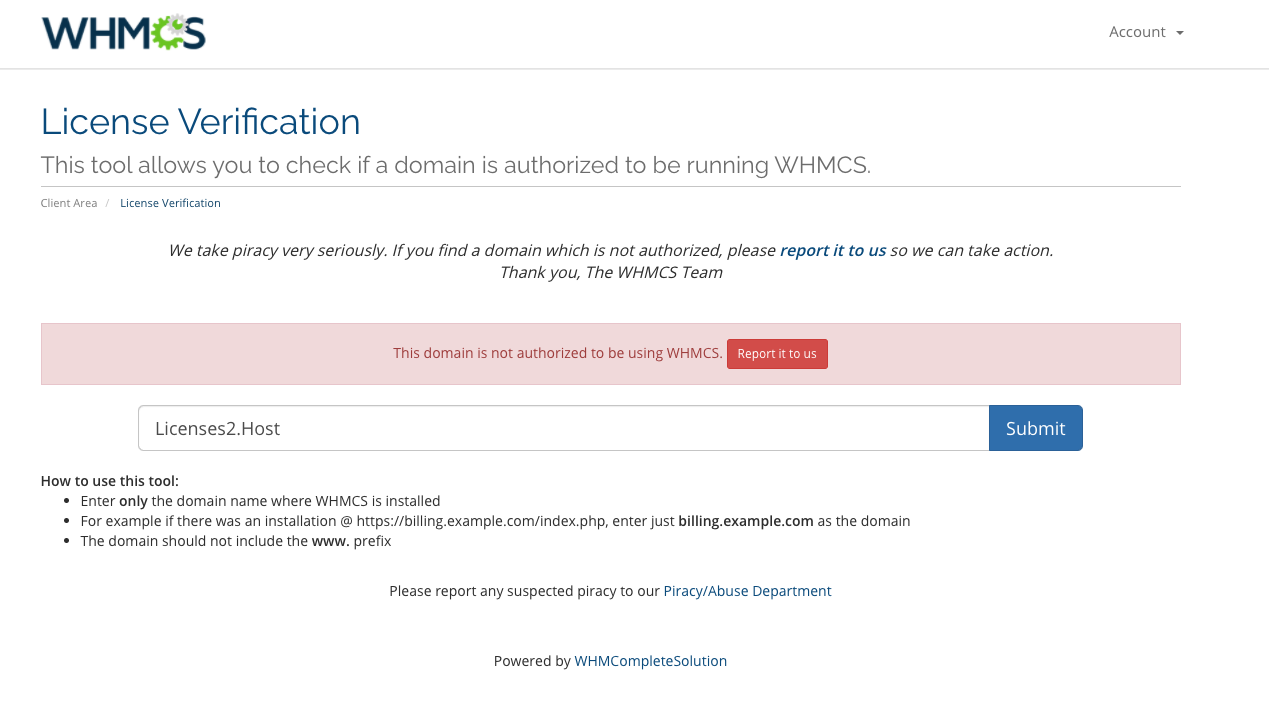 WHMCS
Account
License Verification
This tool allows you to check if a domain is authorized to be running WHMCS.
Client Area / License Verification
We take piracy very seriously. If you find a domain which is not authorized, please report it to us so we can take action.
Thank you, The WHMCS Team
This domain is not authorized to be using WHMCS. Report it to us
Licenses2.Host Submit
How to use this tool:
• Enter only the domain name where WHMCS is installed
• For example if there was an installation @ https://billing.example.com/index.php, enter just billing.example.com as the domain
• The domain should not include the www. prefix
Please report any suspected piracy to our Piracy/Abuse Department
Powered by WHMCompleteSolution